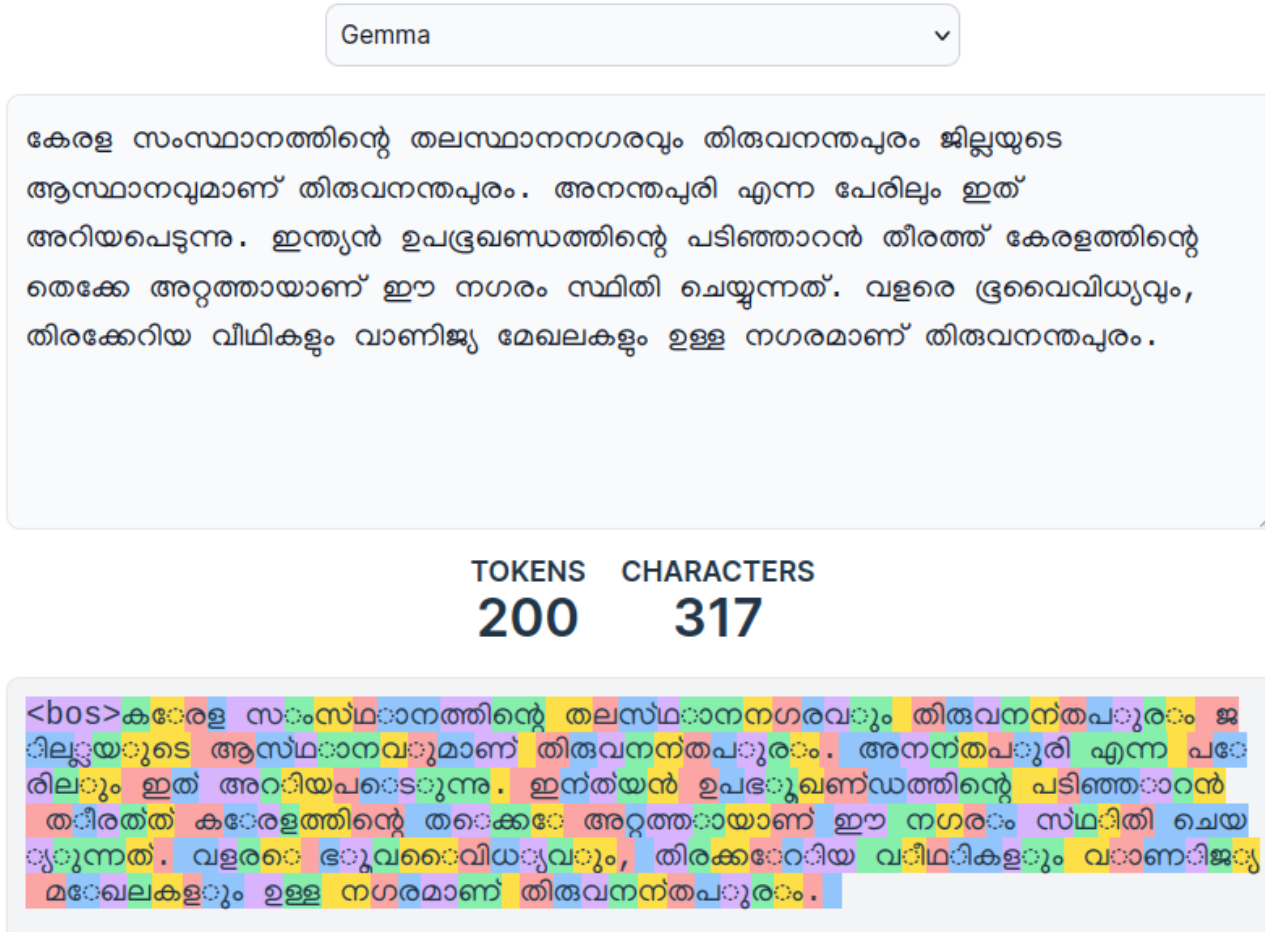 Gemma
കേരള സംസ്ഥാനത്തിന്റെ തലസ്ഥാനനഗരവും തിരുവനന്തപുരം ജില്ലയുടെ
ആസ്ഥാനവുമാണ് തിരുവനന്തപുരം. അനന്തപുരി എന്ന പേരിലും ഇത്
അറിയപെടുന്നു. ഇന്ത്യൻ ഉപഭൂഖണ്ഡത്തിന്റെ പടിഞ്ഞാറൻ തീരത്ത് കേരളത്തിന്റെ
തെക്കേ അറ്റത്തായാണ് ഈ നഗരം സ്ഥിതി ചെയ്യുന്നത്. വളരെ ഭൂവൈവിധ്യവും,
തിരക്കേറിയ വീഥികളും വാണിജ്യ മേഖലകളും ഉള്ള നഗരമാണ് തിരുവനന്തപുരം.
TOKENS CHARACTERS
200 317
<bos>കേരള സംസ്ഥാനത്തിന്റെ തലസ്ഥാനനഗരവും തിരുവനന്തപുരം ജ
ില്ലയുടെ ആസ്ഥാനവുമാണ് തിരുവനന്തപുരം. അനന്തപുരി എന്ന പേ
രിലും ഇത് അറിയപെടുന്നു. ഇന്ത്യൻ ഉപഭൂഖണ്ഡത്തിന്റെ പടിഞ്ഞാറൻ
തീരത്ത് കേരളത്തിന്റെ തെക്കേ അറ്റത്തായാണ് ഈ നഗരം സ്ഥിതി ചെയ
്യുന്നത്. വളരെ ഭൂവൈവിധ്യവും, തിരക്കേറിയ വീഥികളും വാണിജ്യ
മേഖലകളും ഉള്ള നഗരമാണ് തിരുവനന്തപുരം.